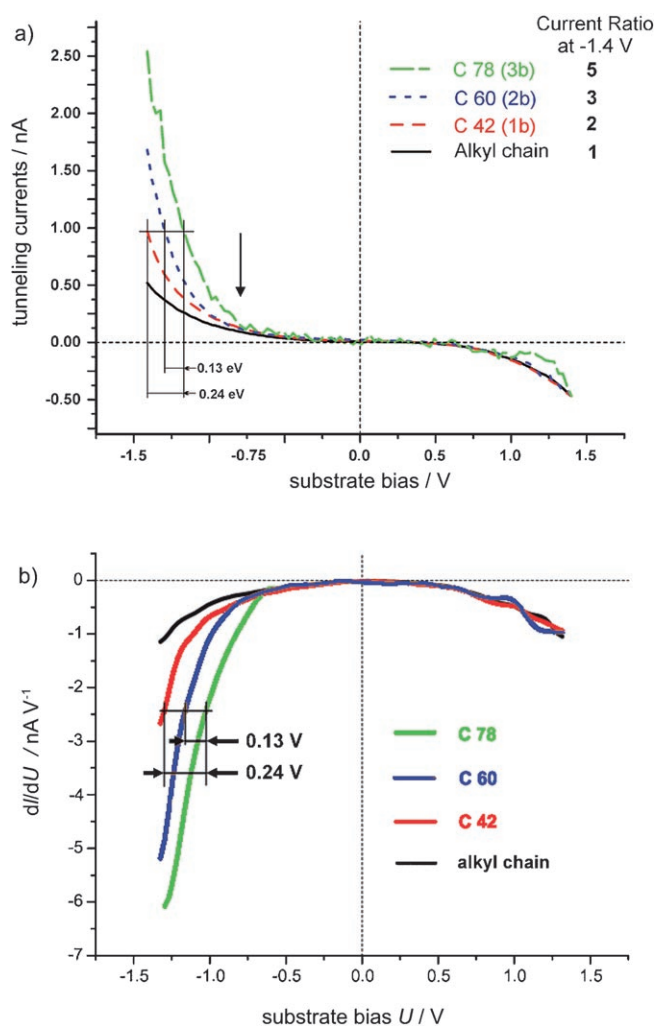 a)
Current Ratio
at -1.4 V
C 78 (3b) 5
C 60 (2b) 3
C 42 (1b) 2
Alkyl chain 1
tunneling currents / nA
2.50
2.00
1.50
1.00
0.50
0.00
-0.50
0.13 eV
0.24 eV
-1.5 -0.75 0.0 0.5 1.0 1.5
substrate bias / V
b)
dI/dU / nA V⁻¹
0
-1
-2
-3
-4
-5
-6
-7
0.13 V
0.24 V
C 78
C 60
C 42
alkyl chain
-1.5 -1.0 -0.5 0.0 0.5 1.0 1.5
substrate bias U / V